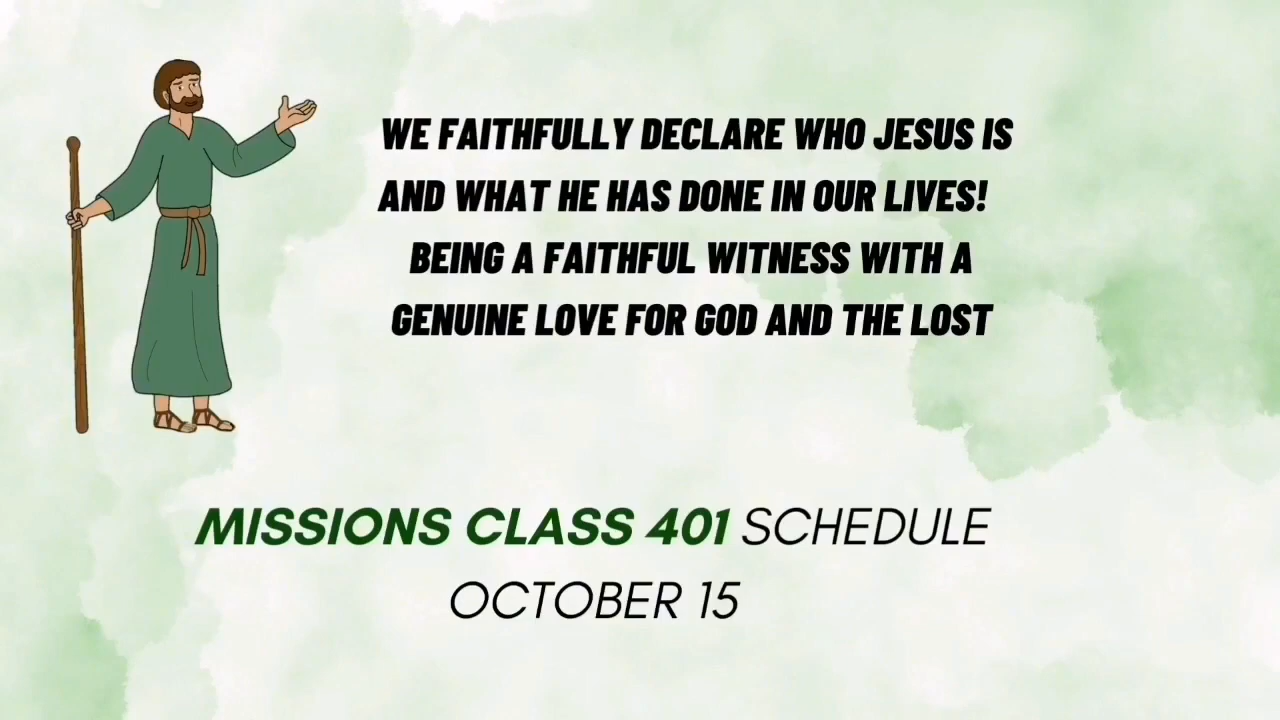 WE FAITHFULLY DECLARE WHO JESUS IS
AND WHAT HE HAS DONE IN OUR LIVES!
BEING A FAITHFUL WITNESS WITH A
GENUINE LOVE FOR GOD AND THE LOST
MISSIONS CLASS 401 SCHEDULE
OCTOBER 15